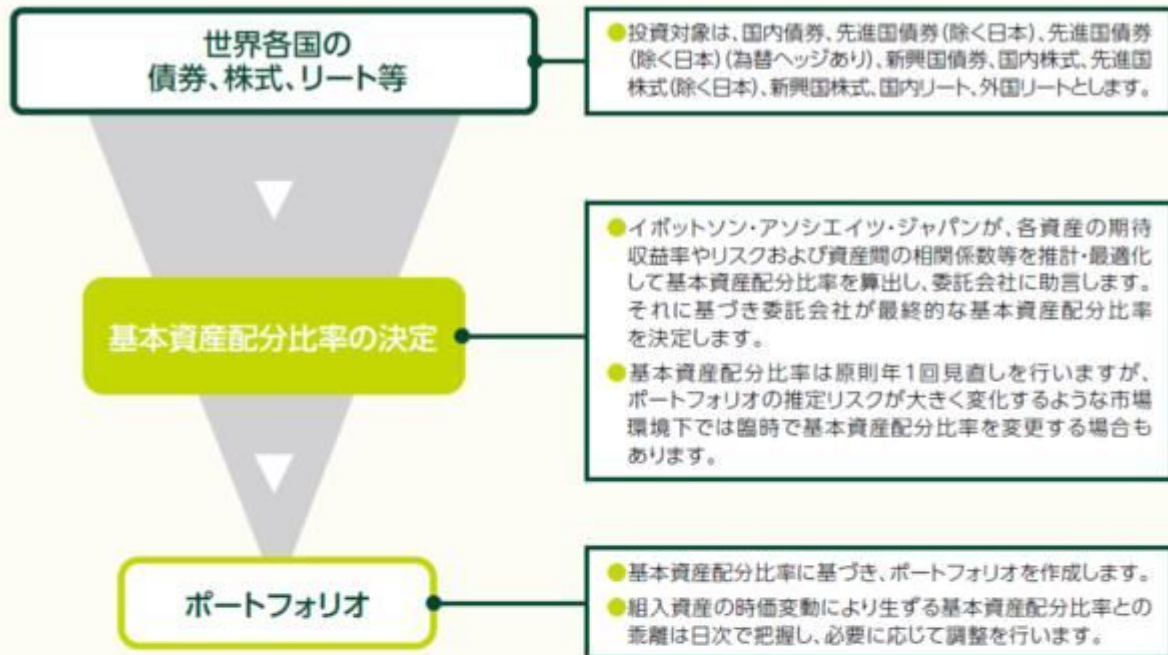 世界各国の
債券、株式、リート等
●投資対象は、国内債券、先進国債券(除く日本)、先進国債券
(除く日本)(為替ヘッジあり)、新興国債券、国内株式、先進国
株式(除く日本)、新興国株式、国内リート、外国リートとします。
基本資産配分比率の決定
●イボットソン・アソシエイツ・ジャパンが、各資産の期待
収益率やリスクおよび資産間の相関係数等を推計・最適化
して基本資産配分比率を算出し、委託会社に助言します。
それに基づき委託会社が最終的な基本資産配分比率
を決定します。
●基本資産配分比率は原則年1回見直しを行いますが、
ポートフォリオの推定リスクが大きく変化するような市場
環境下では臨時で基本資産配分比率を変更する場合も
あります。
ポートフォリオ
●基本資産配分比率に基づき、ポートフォリオを作成します。
●組入資産の時価変動により生ずる基本資産配分比率との
乖離は日次で把握し、必要に応じて調整を行います。